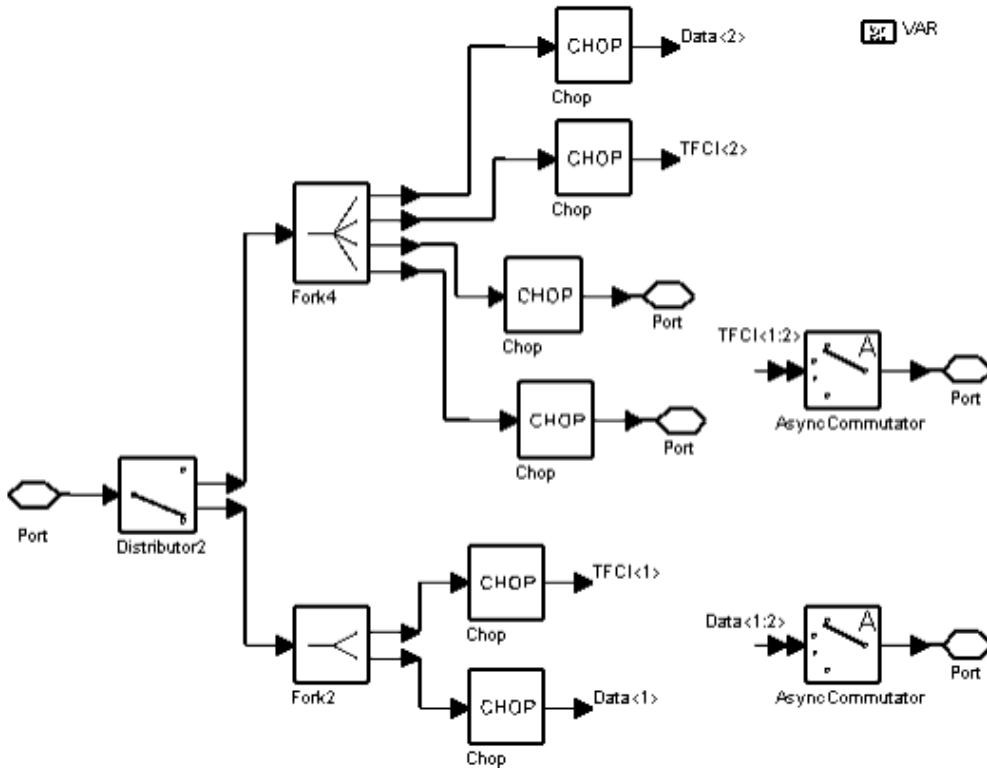 CHOP
Data<2>
VAR
Chop
CHOP
TFCI<2>
Chop
Fork4
CHOP
Port
Chop
TFCI<1:2>
A
Port
AsyncCommutator
CHOP
Port
Chop
Port
Distributor2
CHOP
TFCI<1>
Chop
Fork2
CHOP
Data<1>
Chop
Data<1:2>
A
Port
AsyncCommutator